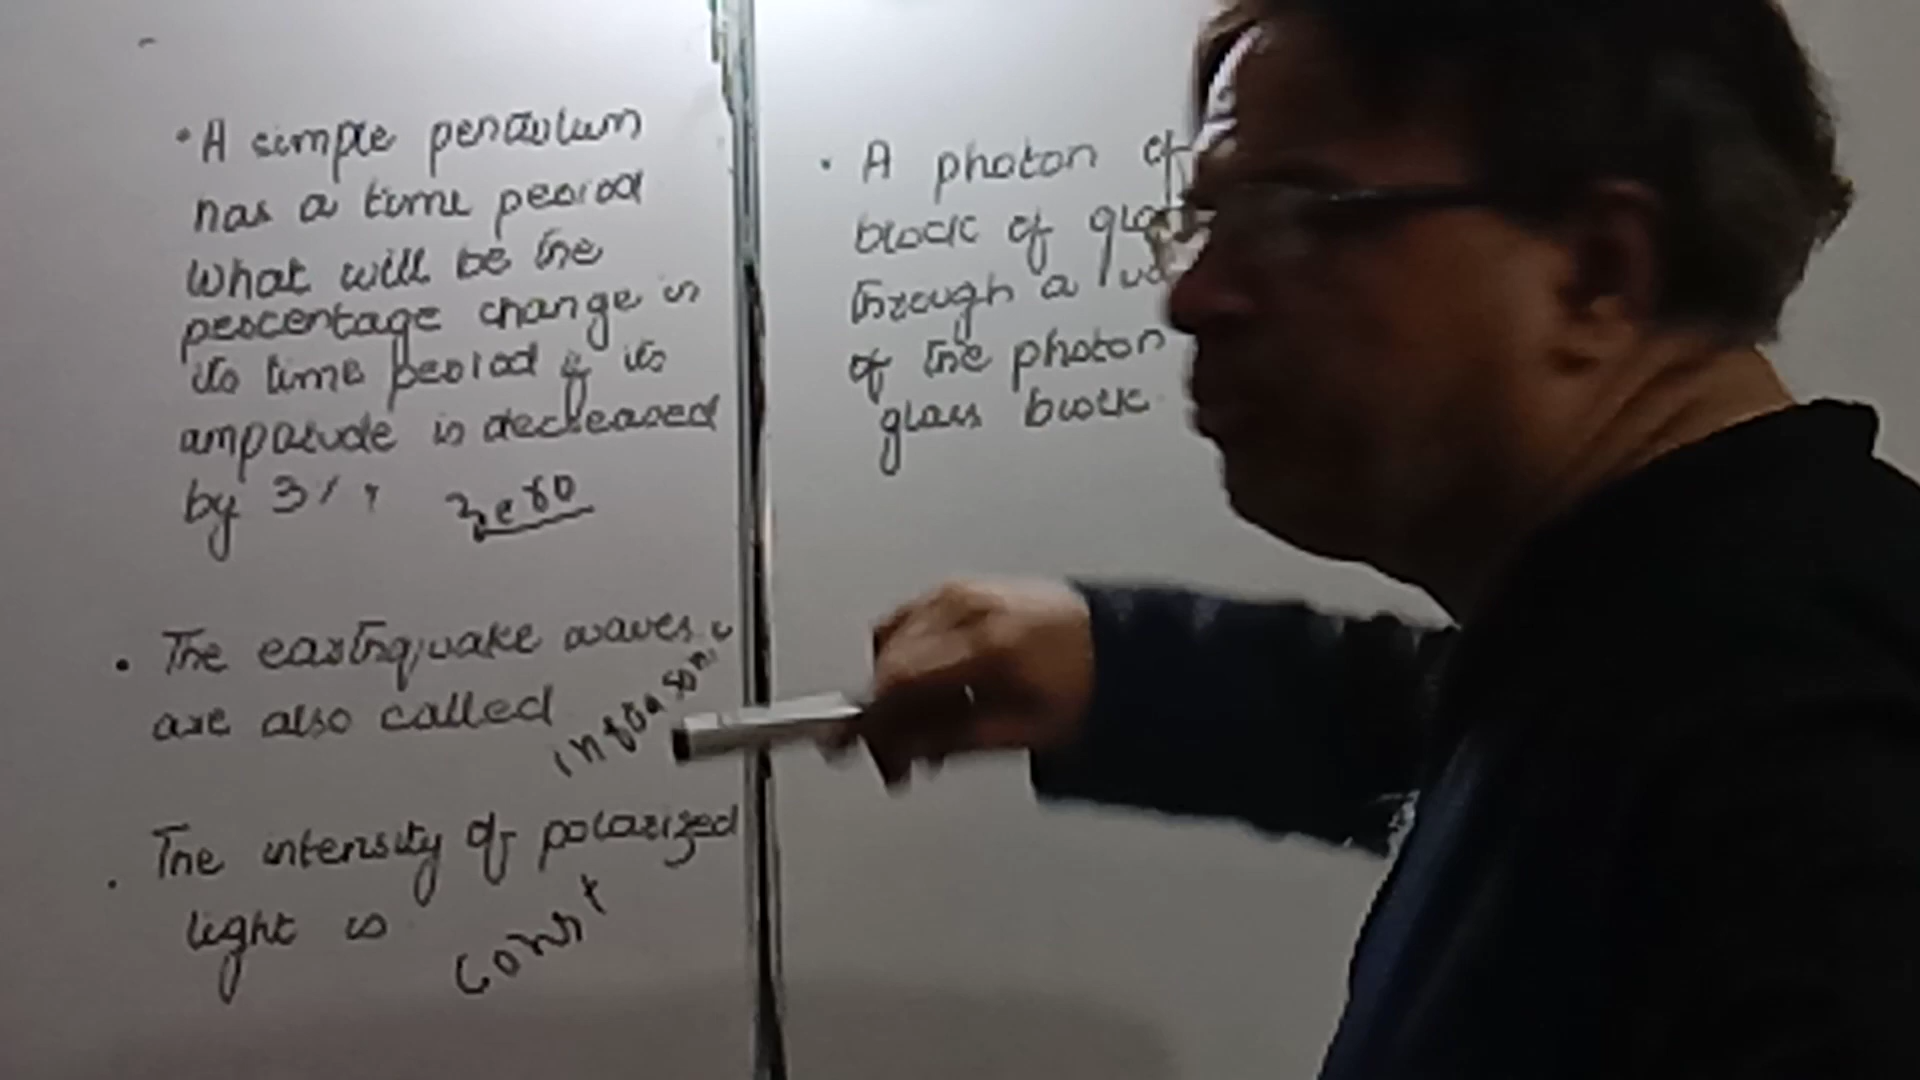 • A simple pendulum
has a time period
What will be the
percentage change in
its time period if its
amplitude is decreased
by 3% ? zero
• The earthquake waves
are also called infrasonic
. The intensity of polarized
light is const
• A photon of
block of
through a
of the photon
glass block